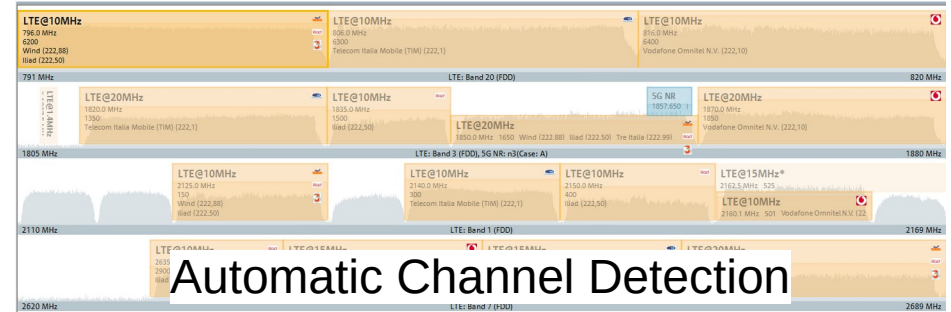 LTE@10MHz
796.0 MHz
6200
Wind (222,88)
Iliad (222,50)
LTE@10MHz
806.0 MHz
6300
Telecom Italia Mobile (TIM) (222,1)
LTE@10MHz
816.0 MHz
6400
Vodafone Omnitel N.V. (222,10)
791 MHz LTE: Band 20 (FDD) 820 MHz
LTE@1.4MHz
LTE@20MHz
1820.0 MHz
1350
Telecom Italia Mobile (TIM) (222,1)
LTE@10MHz
1835.0 MHz
1500
Iliad (222,50)
LTE@20MHz
1850.0 MHz 1650 Wind (222.88) Iliad (222.50) Tre Italia (222.99)
5G NR
1857.650
LTE@20MHz
1870.0 MHz
1850
Vodafone Omnitel N.V. (222,10)
1805 MHz LTE: Band 3 (FDD), 5G NR: n3(Case: A) 1880 MHz
LTE@10MHz
2125.0 MHz
150
Wind (222,88)
Iliad (222,50)
LTE@10MHz
2140.0 MHz
300
Telecom Italia Mobile (TIM) (222,1)
LTE@10MHz
2150.0 MHz
400
Iliad (222,50)
LTE@15MHz*
2162.5 MHz 525
LTE@10MHz
2160.1 MHz 501 Vodafone Omnitel N.V. (22
2110 MHz LTE: Band 1 (FDD) 2169 MHz
LTE@10MHz
LTE@15MHz
LTE@15MHz
LTE@20MHz
Automatic Channel Detection
2620 MHz LTE: Band 7 (FDD) 2689 MHz